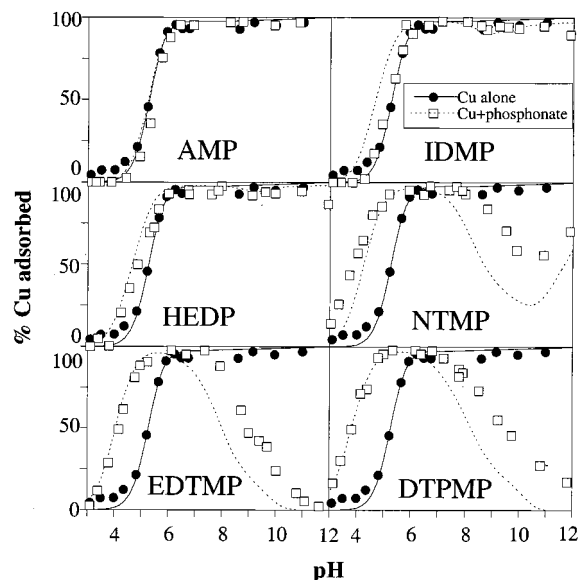 100
50
0
AMP
IDMP
Cu alone
Cu+phosphonate
100
50
0
HEDP
NTMP
100
50
0
EDTMP
DTPMP
4 6 8 10 12 4 6 8 10 12
% Cu adsorbed
pH